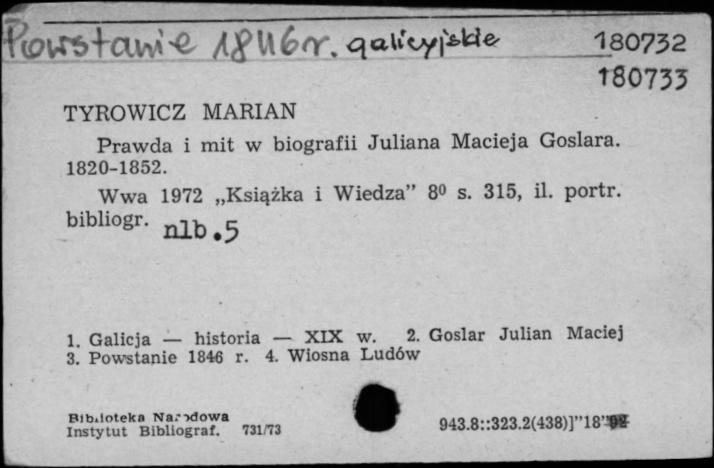 Powstanie 1846 r. galicyjskie 180732
180733
TYROWICZ MARIAN
Prawda i mit w biografii Juliana Macieja Goslara.
1820-1852.
Wwa 1972 „Książka i Wiedza” 8⁰ s. 315, il. portr.
bibliogr. nlb.5
1. Galicja — historia — XIX w. 2. Goslar Julian Maciej
3. Powstanie 1846 r. 4. Wiosna Ludów
Biblioteka Narodowa
Instytut Bibliograf. 731/73 943.8::323.2(438)]”18”